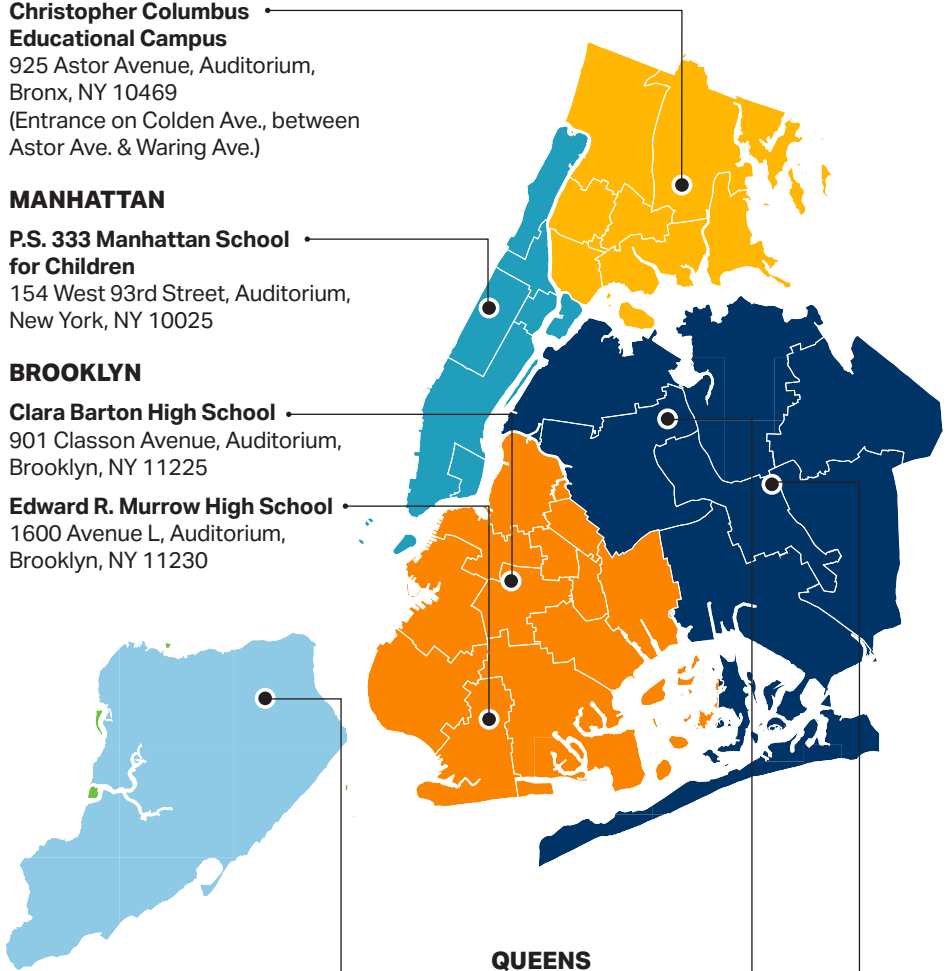 Christopher Columbus
Educational Campus
925 Astor Avenue, Auditorium,
Bronx, NY 10469
(Entrance on Colden Ave., between
Astor Ave. & Waring Ave.)
MANHATTAN
P.S. 333 Manhattan School
for Children
154 West 93rd Street, Auditorium,
New York, NY 10025
BROOKLYN
Clara Barton High School
901 Classon Avenue, Auditorium,
Brooklyn, NY 11225
Edward R. Murrow High School
1600 Avenue L, Auditorium,
Brooklyn, NY 11230
QUEENS